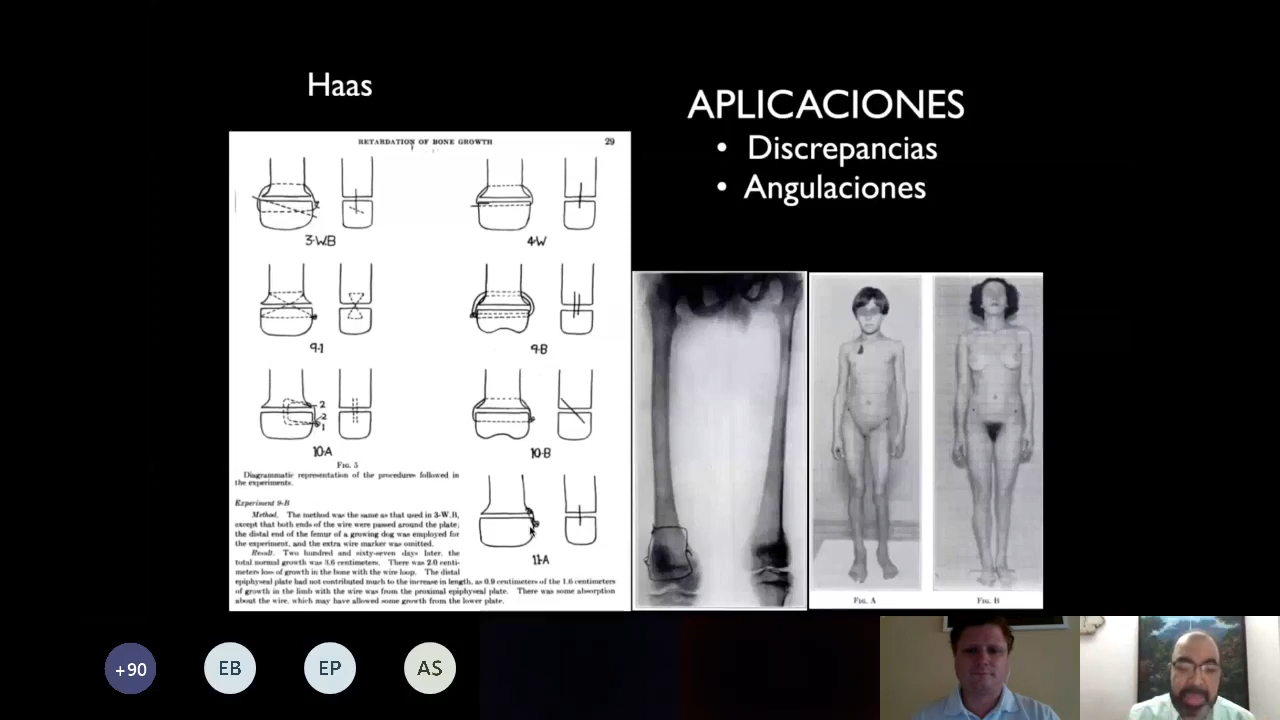 Haas
APLICACIONES
• Discrepancias
• Angulaciones
RETARDATION OF BONE GROWTH 29
3-W.B
4-W
9-1
9-B
2
2
1
10-A
10-B
FIG. 5
Diagrammatic representation of the procedures followed in
the experiments.
11-A
Experiment 9-B
Method. The method was the same as that used in 3-W.B,
except that both ends of the wire were passed around the plate;
the distal end of the femur of a growing dog was employed for
the experiment, and the extra wire marker was omitted.
Result. Two hundred and sixty-seven days later, the
total normal growth was 3.6 centimeters. There was 2.0 centi-
meters loss of growth in the bone with the wire loop. The distal
epiphyseal plate had not contributed much to the increase in length, as 0.9 centimeters of the 1.6 centimeters
of growth in the limb with the wire was from the proximal epiphyseal plate. There was some absorption
about the wire, which may have allowed some growth from the lower plate.
FIG. A
FIG. B
+90
EB
EP
AS